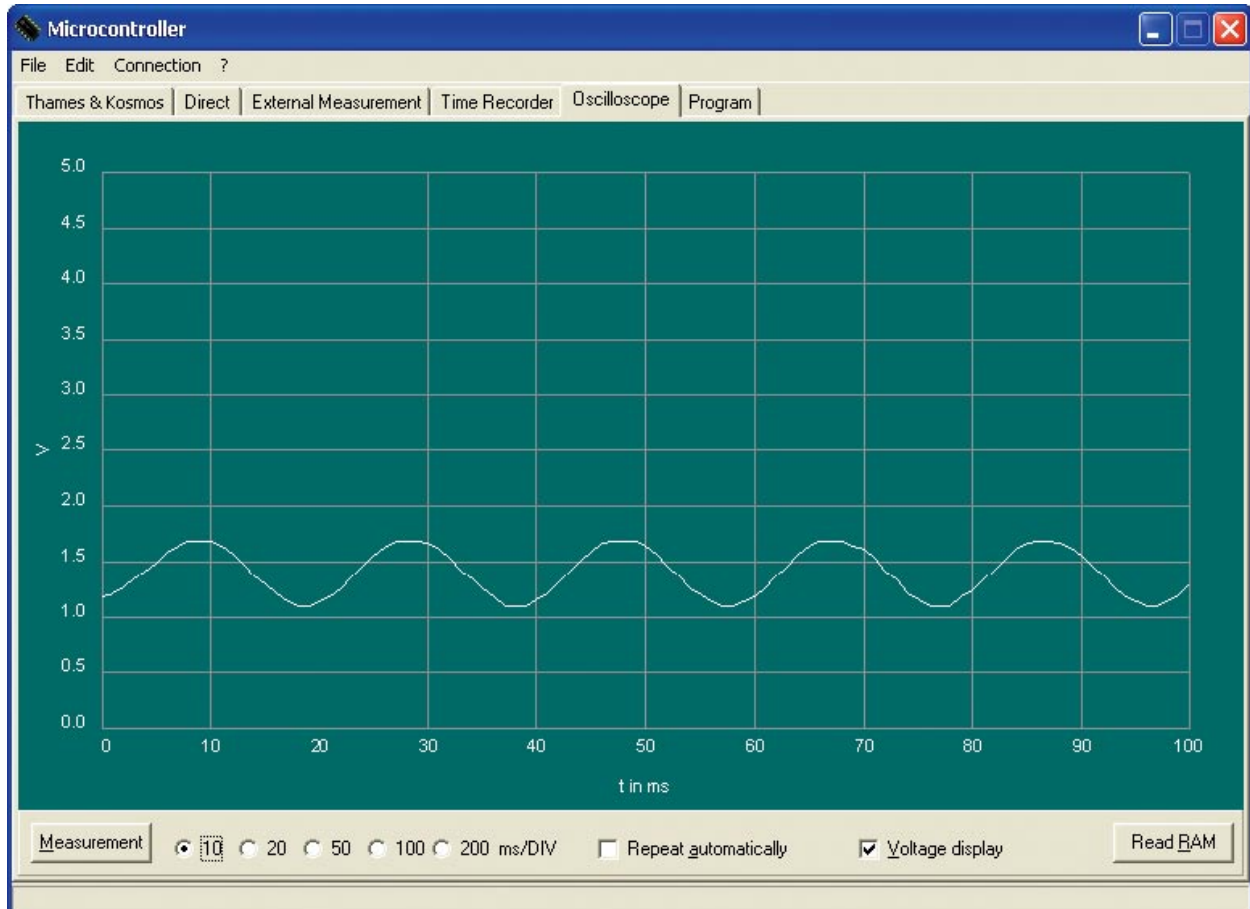 Microcontroller
File Edit Connection ?
Thames & Kosmos Direct External Measurement Time Recorder Oscilloscope Program
5.0
4.5
4.0
3.5
3.0
V 2.5
2.0
1.5
1.0
0.5
0.0
0 10 20 30 40 50 60 70 80 90 100
t in ms
Measurement 10 20 50 100 200 ms/DIV Repeat automatically Voltage display Read RAM